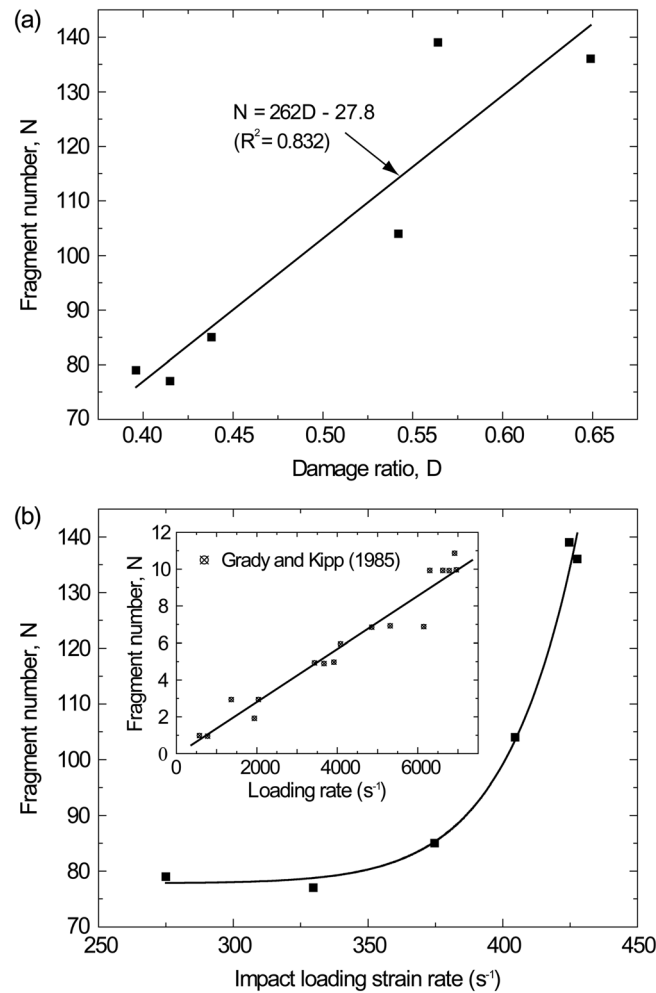 (a)
140
130
120
110
100
90
80
70
Fragment number, N
N = 262D - 27.8
(R² = 0.832)
0.40 0.45 0.50 0.55 0.60 0.65
Damage ratio, D
(b)
140
130
120
110
100
90
80
70
Fragment number, N
12
10
8
6
4
2
0
Fragment number, N
Grady and Kipp (1985)
0 2000 4000 6000
Loading rate (s⁻¹)
250 300 350 400 450
Impact loading strain rate (s⁻¹)